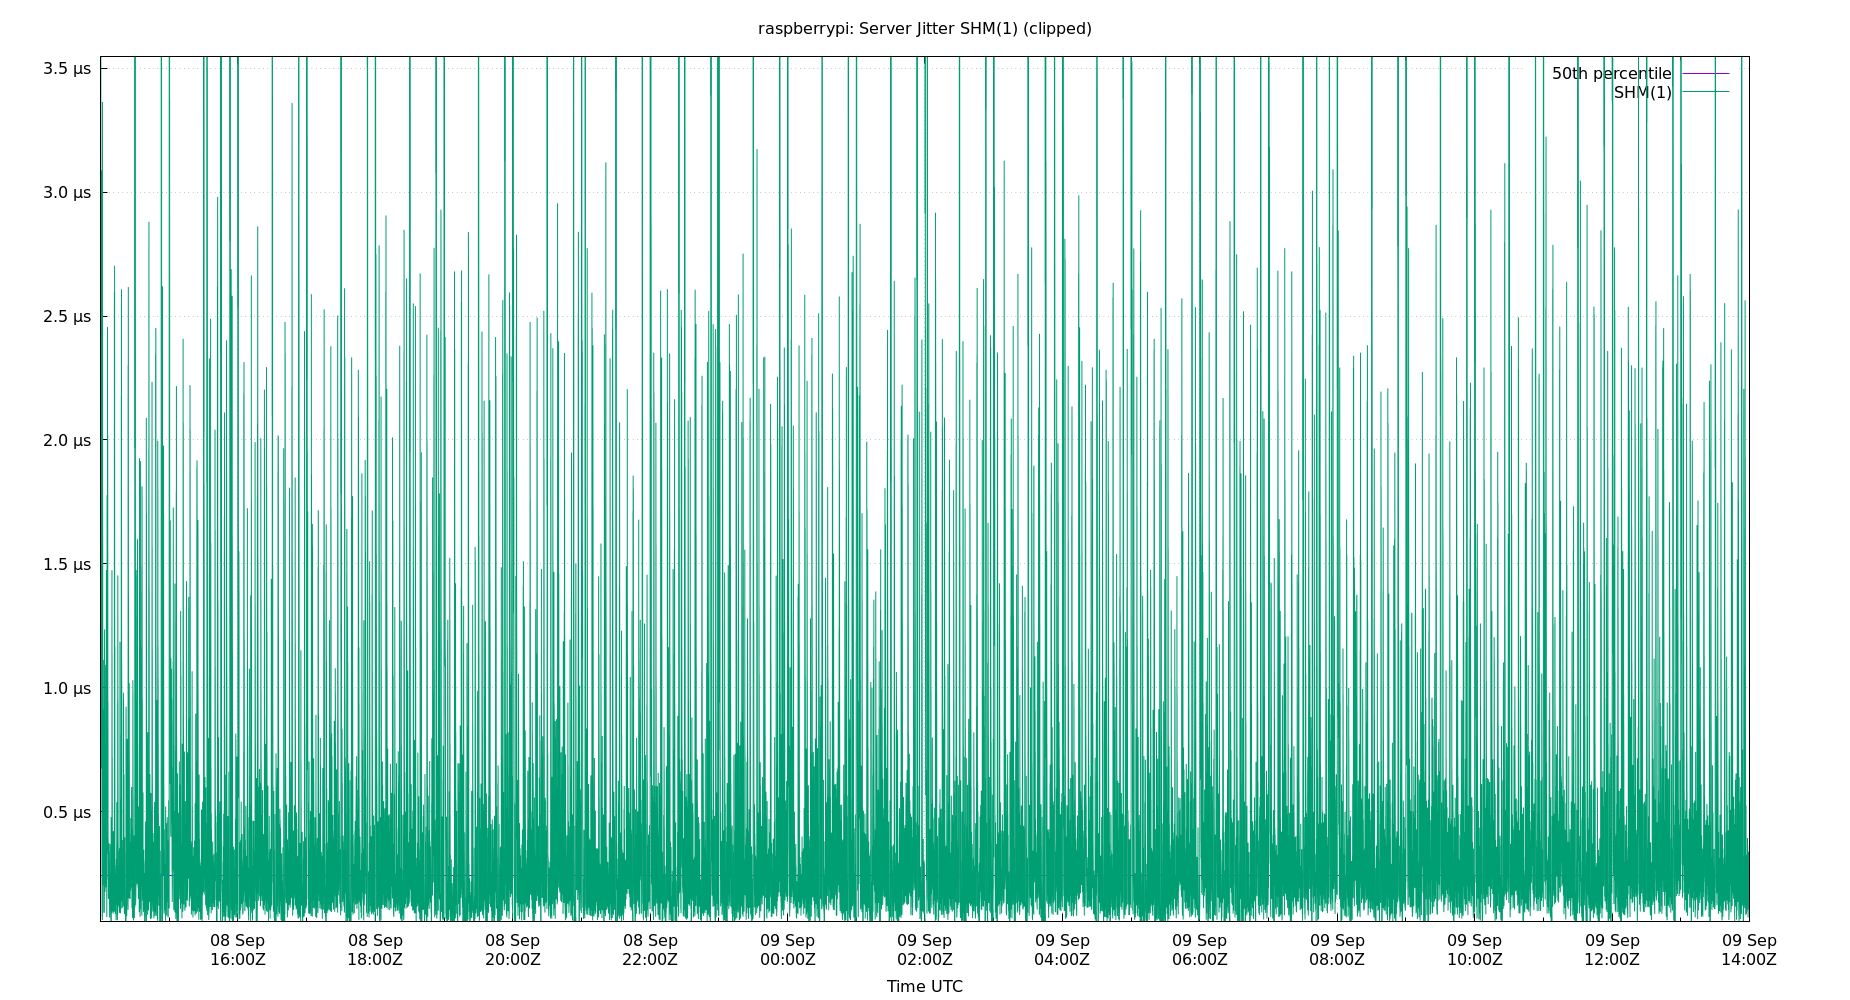 raspberrypi: Server Jitter SHM(1) (clipped)
3.5 µs
3.0 µs
2.5 µs
2.0 µs
1.5 µs
1.0 µs
0.5 µs
50th percentile
SHM(1)
08 Sep 08 Sep 08 Sep 08 Sep 09 Sep 09 Sep 09 Sep 09 Sep 09 Sep 09 Sep 09 Sep 09 Sep
16:00Z 18:00Z 20:00Z 22:00Z 00:00Z 02:00Z 04:00Z 06:00Z 08:00Z 10:00Z 12:00Z 14:00Z
Time UTC